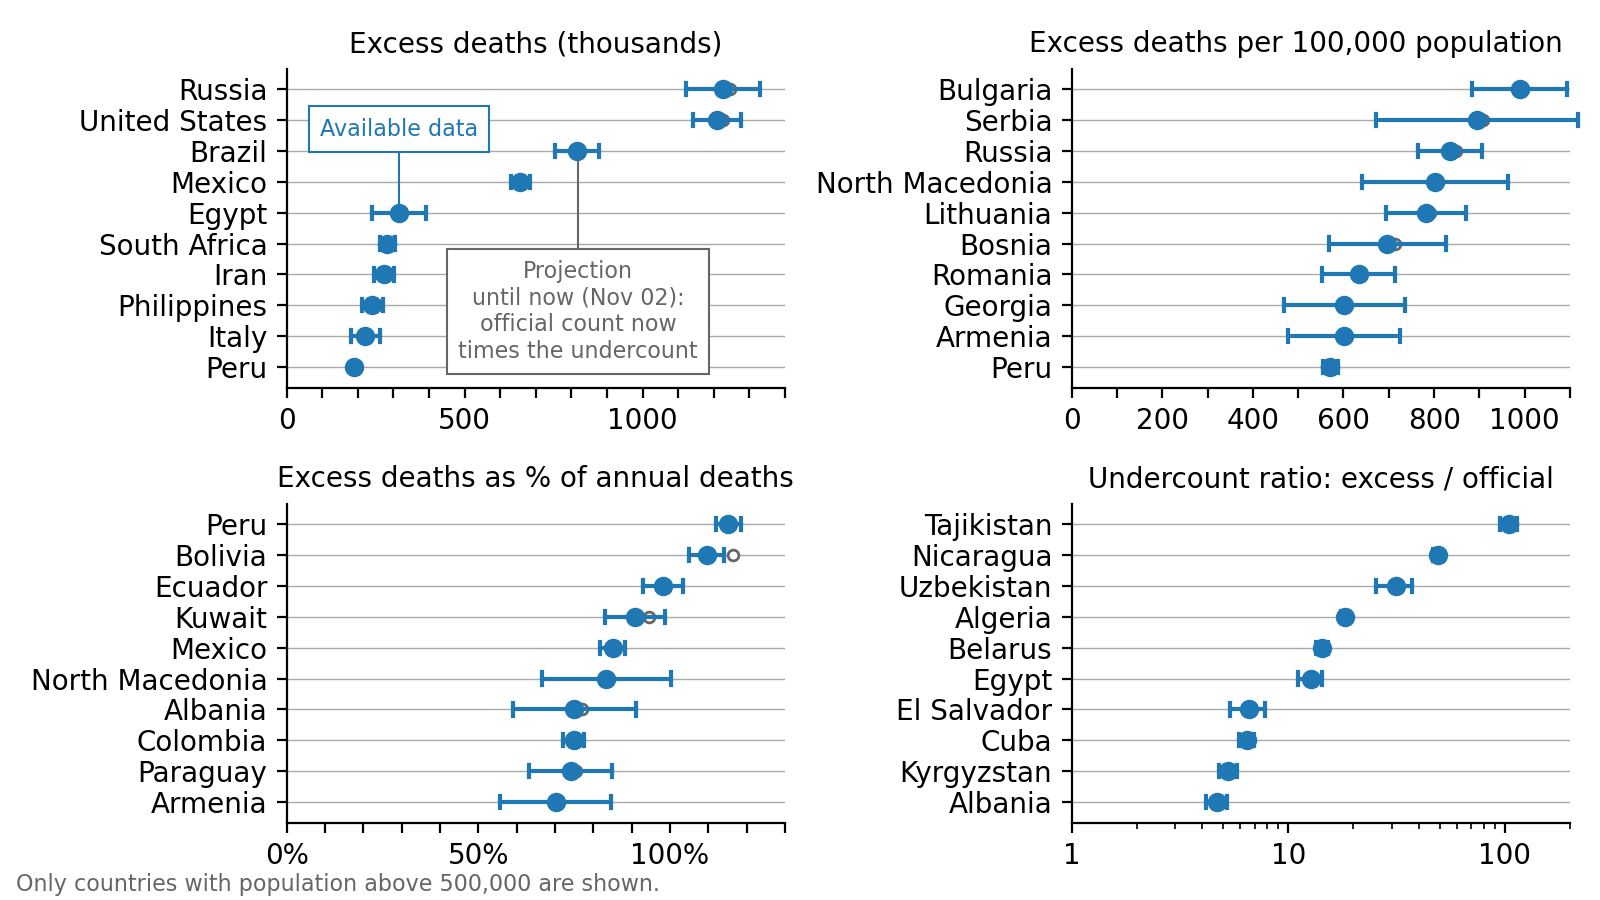 Excess deaths (thousands)
Russia
United States
Brazil
Mexico
Egypt
South Africa
Iran
Philippines
Italy
Peru
Available data
Projection
until now (Nov 02):
official count now
times the undercount
0 500 1000
Excess deaths per 100,000 population
Bulgaria
Serbia
Russia
North Macedonia
Lithuania
Bosnia
Romania
Georgia
Armenia
Peru
0 200 400 600 800 1000
Excess deaths as % of annual deaths
Peru
Bolivia
Ecuador
Kuwait
Mexico
North Macedonia
Albania
Colombia
Paraguay
Armenia
0% 50% 100%
Undercount ratio: excess / official
Tajikistan
Nicaragua
Uzbekistan
Algeria
Belarus
Egypt
El Salvador
Cuba
Kyrgyzstan
Albania
1 10 100
Only countries with population above 500,000 are shown.